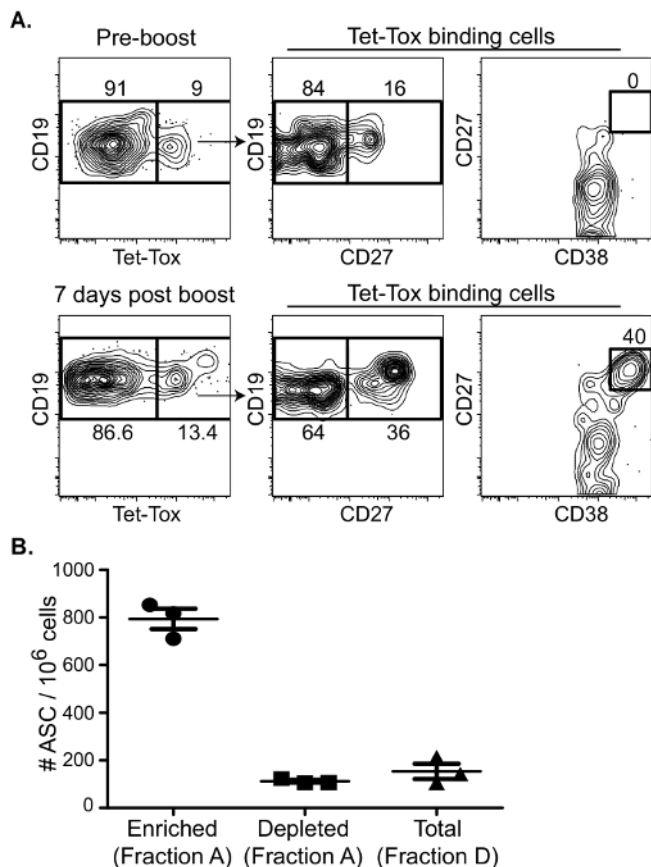 A.
Pre-boost
Tet-Tox binding cells
91 9
84 16
0
CD19
CD19
CD27
Tet-Tox
CD27
CD38
7 days post boost
Tet-Tox binding cells
40
CD19
CD19
CD27
86.6 13.4
64 36
Tet-Tox
CD27
CD38
B.
# ASC / 10⁶ cells
1000
800
600
400
200
0
Enriched
(Fraction A)
Depleted
(Fraction A)
Total
(Fraction D)